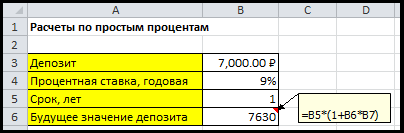 A B C D
1 Расчеты по простым процентам
2
3 Депозит 7,000.00 ₽
4 Процентная ставка, годовая 9%
5 Срок, лет 1
6 Будущее значение депозита 7630
=B5*(1+B6*B7)